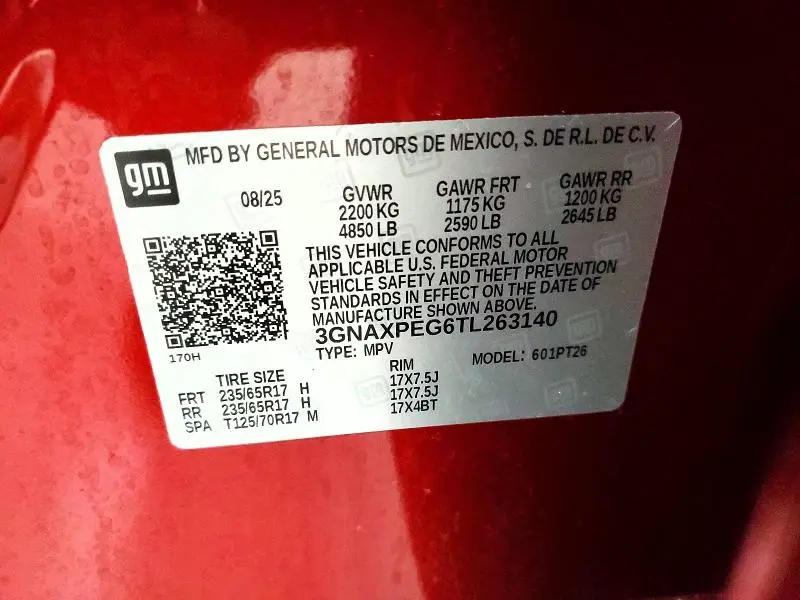 gm
MFD BY GENERAL MOTORS DE MEXICO, S. DE R.L. DE C.V.
08/25
GVWR GAWR FRT GAWR RR
2200 KG 1175 KG 1200 KG
4850 LB 2590 LB 2645 LB
THIS VEHICLE CONFORMS TO ALL
APPLICABLE U.S. FEDERAL MOTOR
VEHICLE SAFETY AND THEFT PREVENTION
STANDARDS IN EFFECT ON THE DATE OF
MANUFACTURE SHOWN ABOVE.
3GNAXPEG6TL263140
170H
TYPE: MPV MODEL: 601PT26
TIRE SIZE RIM
FRT 235/65R17 H 17X7.5J
RR 235/65R17 H 17X7.5J
SPA T125/70R17 M 17X4BT